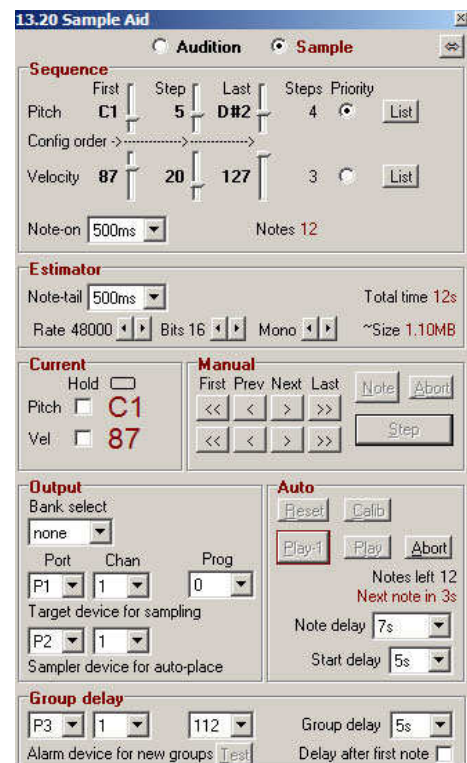 13.20 Sample Aid
Audition Sample
Sequence
First Step Last Steps Priority
Pitch C1 5 D#2 4 List
Config order ->------------>------------>
Velocity 87 20 127 3 List
Note-on 500ms Notes 12
Estimator
Note-tail 500ms Total time 12s
Rate 48000 Bits 16 Mono ~Size 1.10MB
Current
Hold
Pitch C1
Vel 87
Manual
First Prev Next Last
<< < > >>
<< < > >>
Note Abort
Step
Output
Bank select
none
Port Chan Prog
P1 1 0
Target device for sampling
P2 1
Sampler device for auto-place
Auto
Reset Calib
Play-1 Play Abort
Notes left 12
Next note in 3s
Note delay 7s
Start delay 5s
Group delay
P3 1 112 Group delay 5s
Alarm device for new groups Test Delay after first note